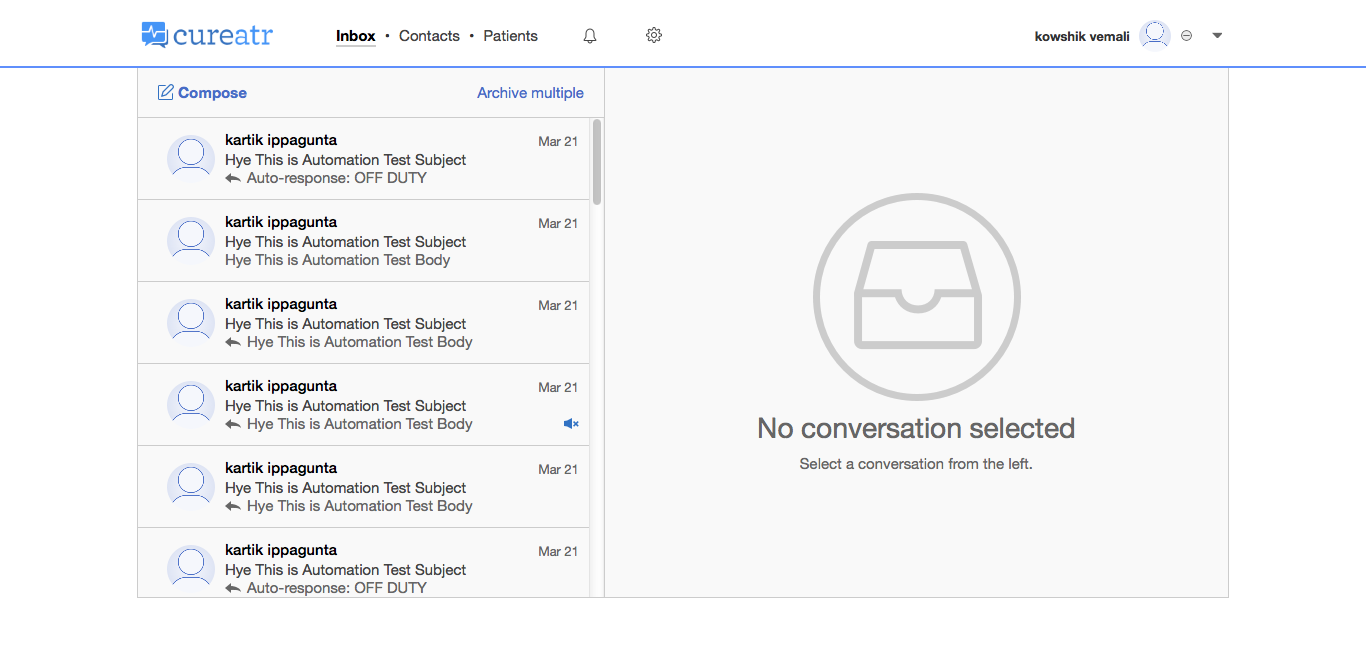 cureatr
Inbox • Contacts • Patients
kowshik vemali
Compose
Archive multiple
kartik ippagunta
Mar 21
Hye This is Automation Test Subject
Auto-response: OFF DUTY
kartik ippagunta
Mar 21
Hye This is Automation Test Subject
Hye This is Automation Test Body
kartik ippagunta
Mar 21
Hye This is Automation Test Subject
Hye This is Automation Test Body
kartik ippagunta
Mar 21
Hye This is Automation Test Subject
Hye This is Automation Test Body
kartik ippagunta
Mar 21
Hye This is Automation Test Subject
Hye This is Automation Test Body
kartik ippagunta
Mar 21
Hye This is Automation Test Subject
Auto-response: OFF DUTY
No conversation selected
Select a conversation from the left.